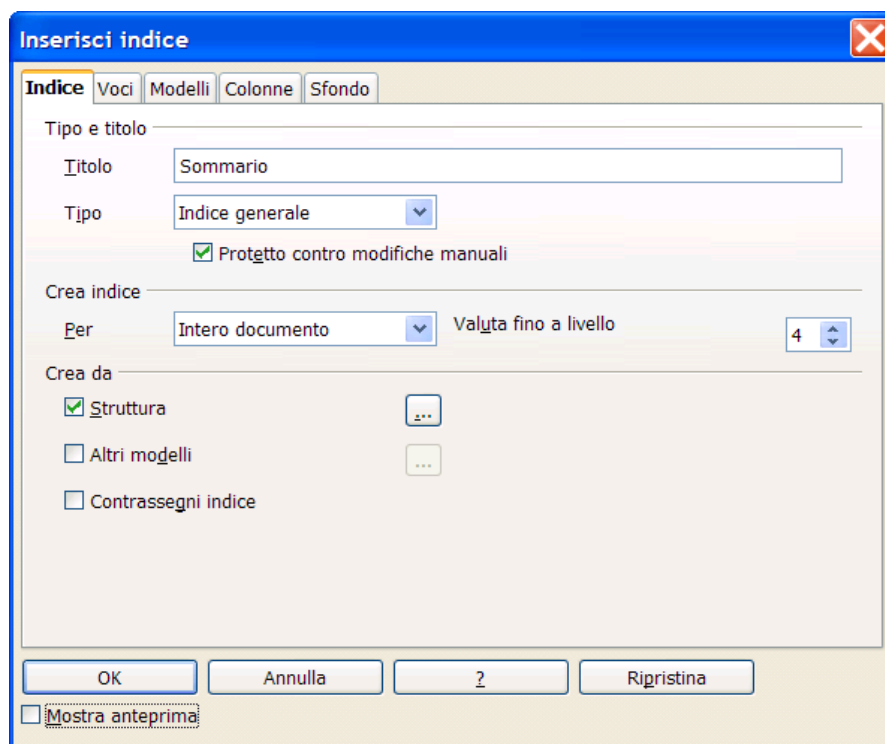 Inserisci indice
Indice Voci Modelli Colonne Sfondo
Tipo e titolo
Titolo Sommario
Tipo Indice generale
Protetto contro modifiche manuali
Crea indice
Per Intero documento Valuta fino a livello 4
Crea da
Struttura ...
Altri modelli ...
Contrassegni indice
OK Annulla ? Ripristina
Mostra anteprima